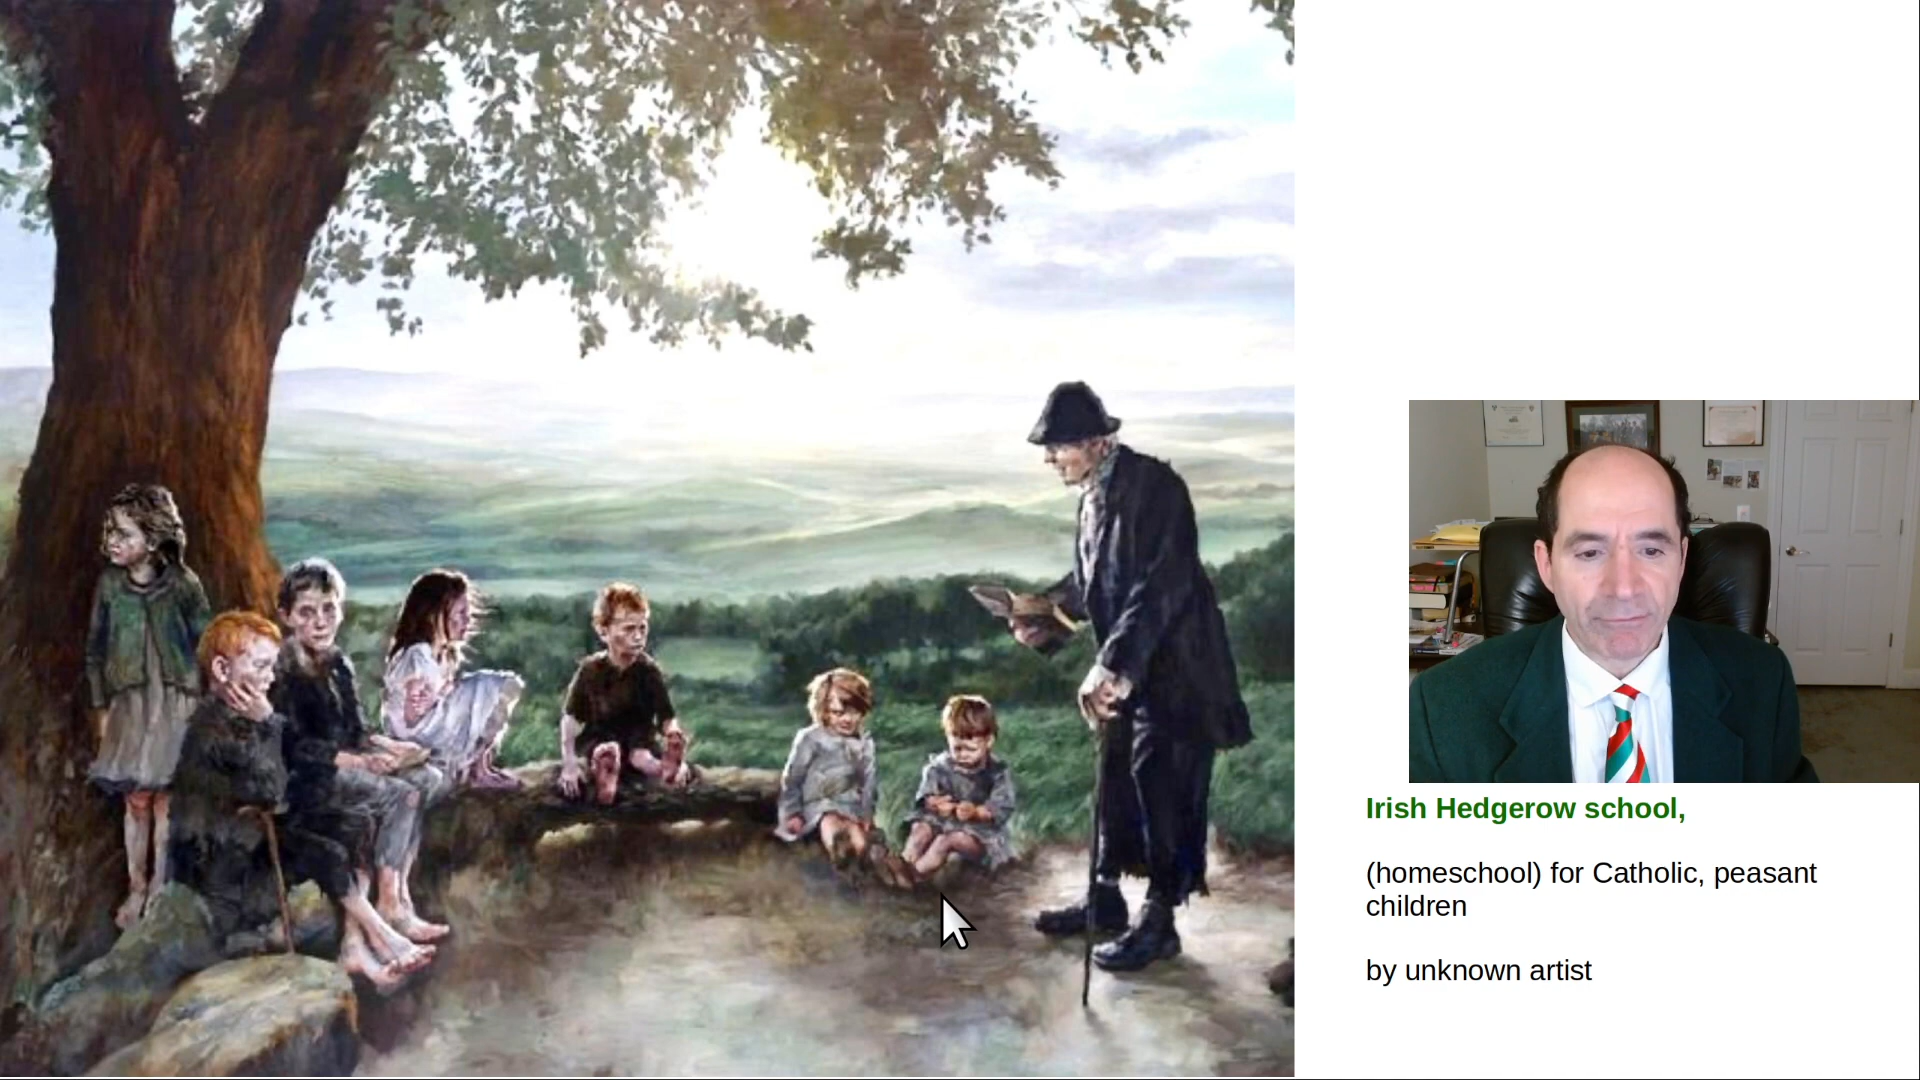 Irish Hedgerow school,
(homeschool) for Catholic, peasant
children
by unknown artist